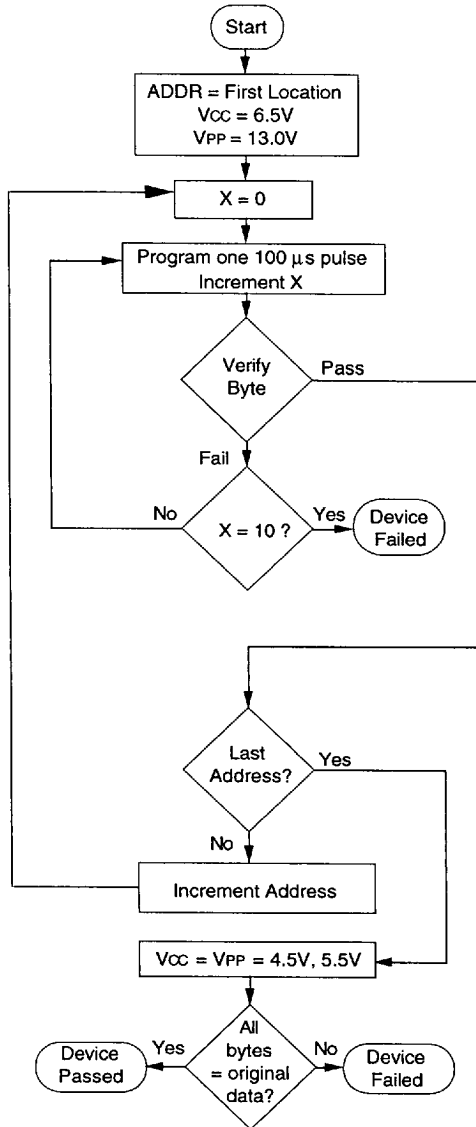 Start
ADDR = First Location
VCC = 6.5V
VPP = 13.0V
X = 0
Program one 100 μs pulse
Increment X
Verify
Byte
Pass
Fail
No
X = 10 ?
Yes
Device
Failed
Last
Address?
Yes
No
Increment Address
VCC = VPP = 4.5V, 5.5V
All
bytes
= original
data?
Yes
Device
Passed
No
Device
Failed